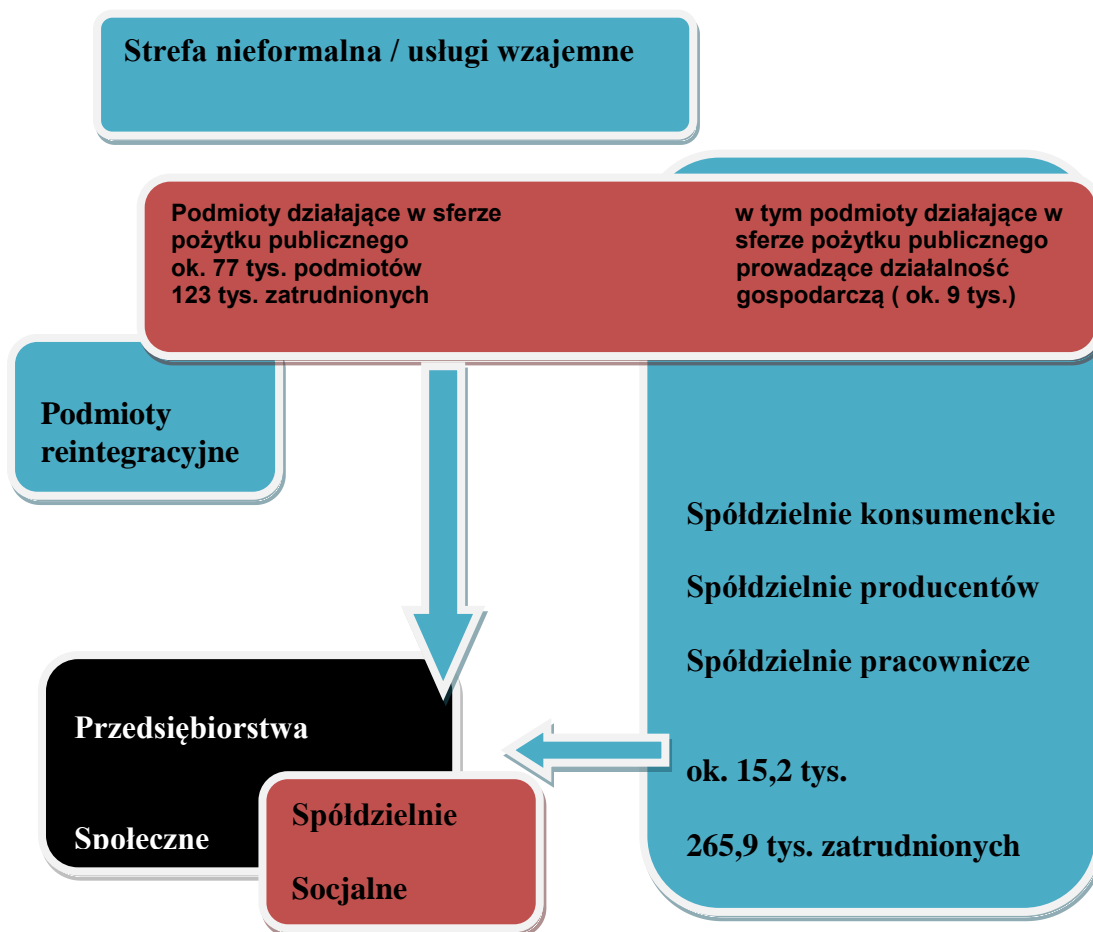 Strefa nieformalna / usługi wzajemne
Podmioty działające w sferze
pożytku publicznego
ok. 77 tys. podmiotów
123 tys. zatrudnionych
w tym podmioty działające w
sferze pożytku publicznego
prowadzące działalność
gospodarczą ( ok. 9 tys.)
Podmioty
reintegracyjne
Spółdzielnie konsumenckie
Spółdzielnie producentów
Spółdzielnie pracownicze
ok. 15,2 tys.
265,9 tys. zatrudnionych
Przedsiębiorstwa
Społeczne
Spółdzielnie
Socjalne